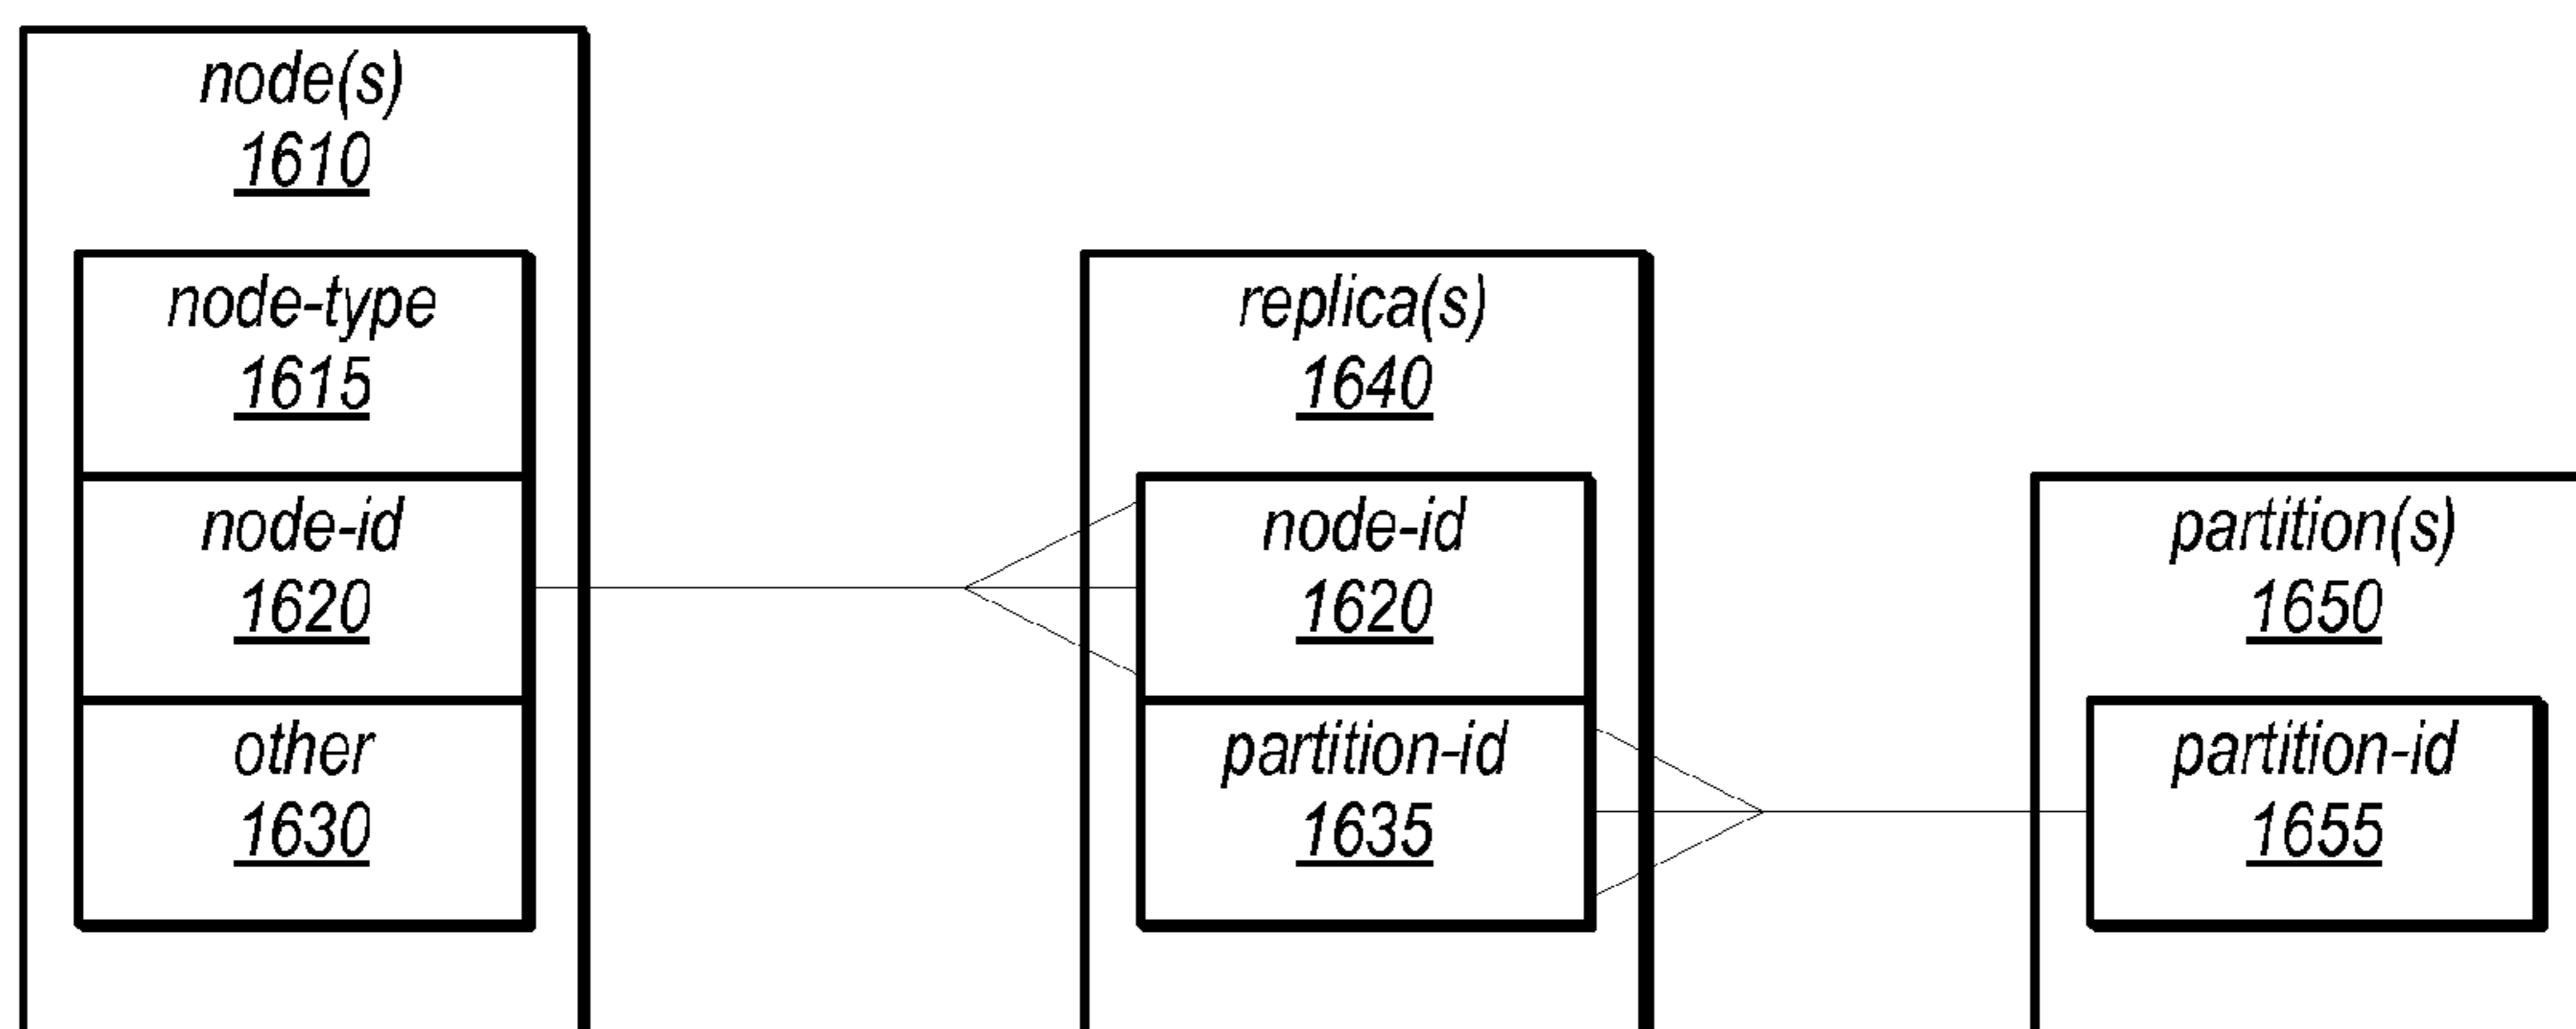 node(s)
1610
node-type
1615
node-id
1620
other
1630
replica(s)
1640
node-id
1620
partition-id
1635
partition(s)
1650
partition-id
1655